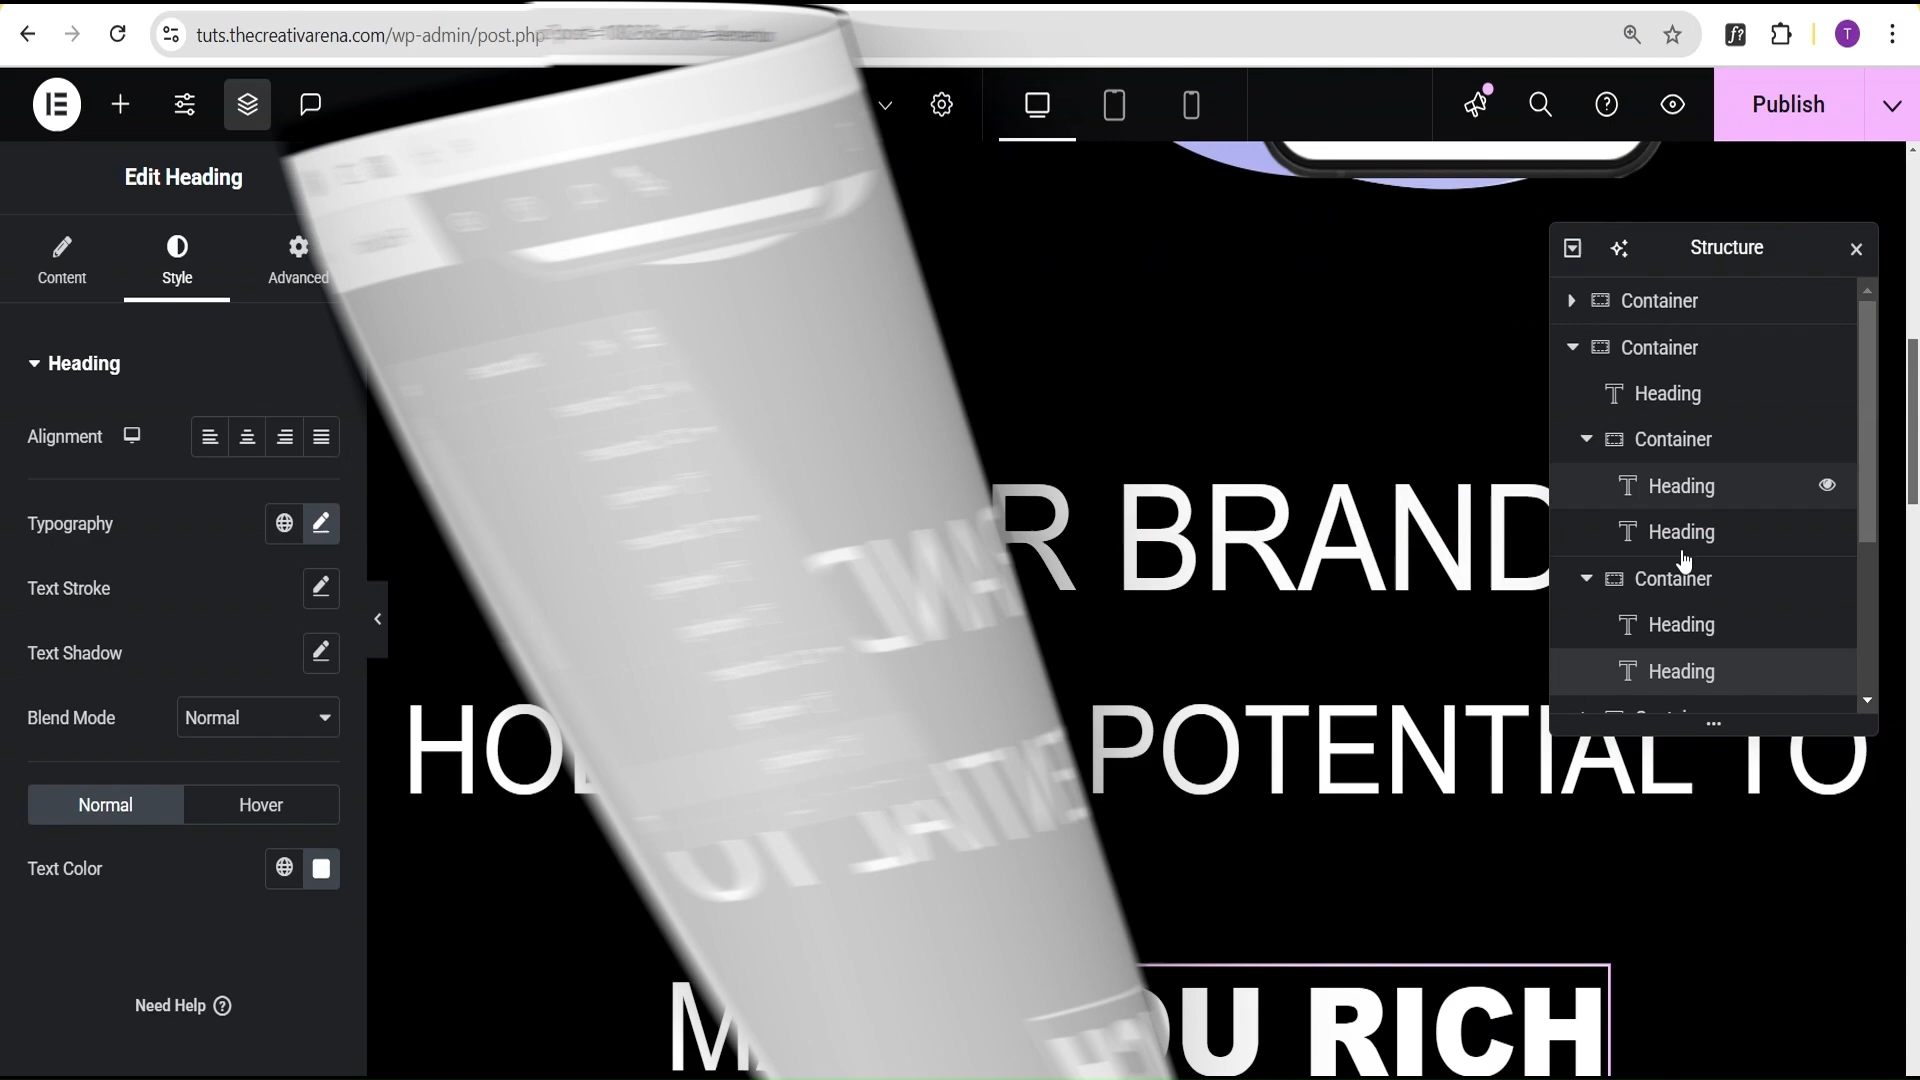 tuts.thecreativarena.com/wp-admin/post.php
Publish
Edit Heading
Content
Style
Advanced
Heading
Alignment
Typography
Text Stroke
Text Shadow
Blend Mode
Normal
Normal
Hover
Text Color
Need Help
Structure
Container
Container
Heading
Container
Heading
Heading
Container
Heading
Heading
R BRAND
HO POTENTIAL TO
M OU RICH
T